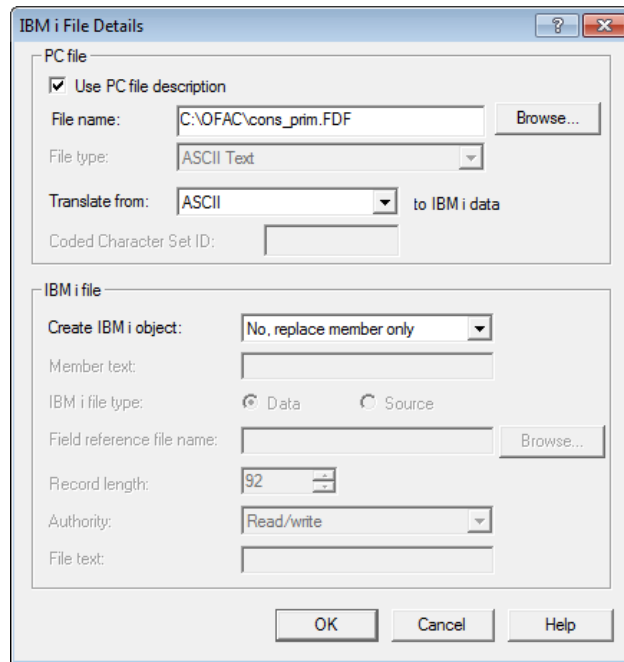 IBM i File Details
PC file
Use PC file description
File name: C:\OFAC\cons_prim.FDF Browse...
File type: ASCII Text
Translate from: ASCII to IBM i data
Coded Character Set ID:
IBM i file
Create IBM i object: No, replace member only
Member text:
IBM i file type: Data Source
Field reference file name: Browse...
Record length: 92
Authority: Read/write
File text:
OK Cancel Help